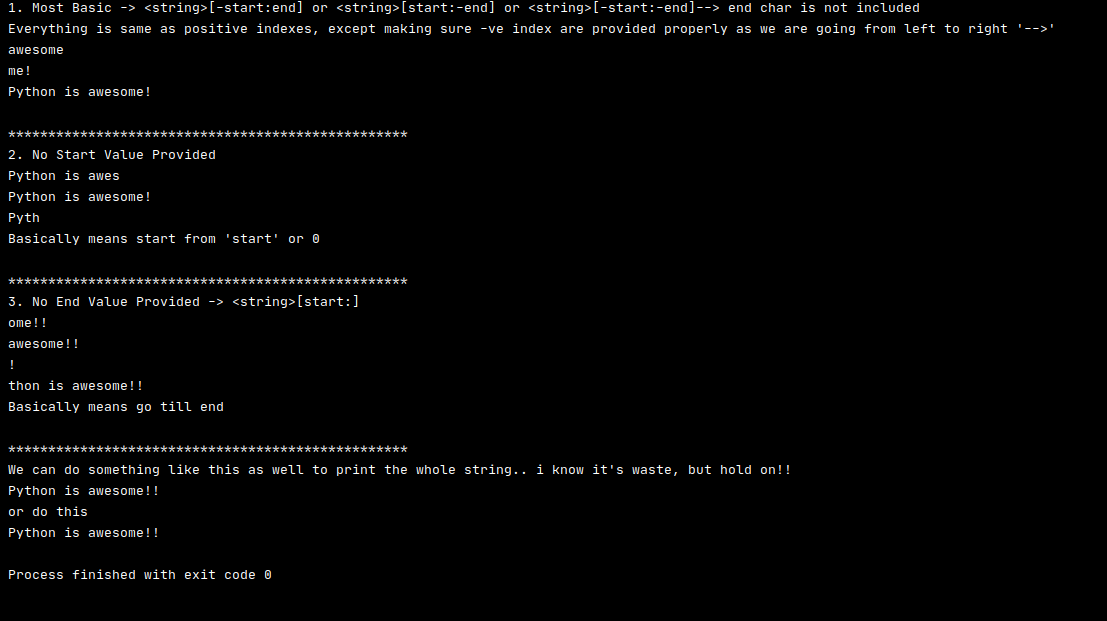 1. Most Basic -> <string>[-start:end] or <string>[start:-end] or <string>[-start:-end]--> end char is not included
Everything is same as positive indexes, except making sure -ve index are provided properly as we are going from left to right '-->'
awesome
me!
Python is awesome!
**************************************************
2. No Start Value Provided
Python is awes
Python is awesome!
Pyth
Basically means start from 'start' or 0
**************************************************
3. No End Value Provided -> <string>[start:]
ome!!
awesome!!
!
thon is awesome!!
Basically means go till end
**************************************************
We can do something like this as well to print the whole string.. i know it's waste, but hold on!!
Python is awesome!!
or do this
Python is awesome!!
Process finished with exit code 0